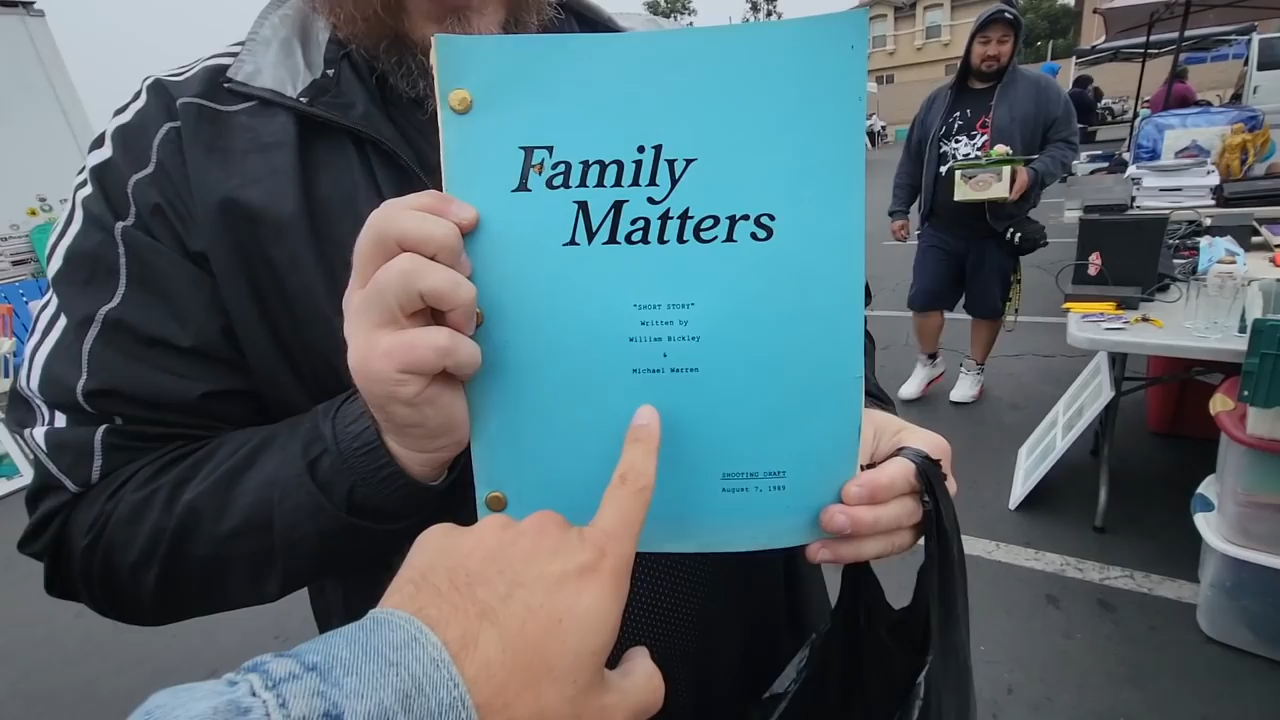 Family
Matters
"SHORT STORY"
Written by
William Bickley
&
Michael Warren
SHOOTING DRAFT
August 7, 1989